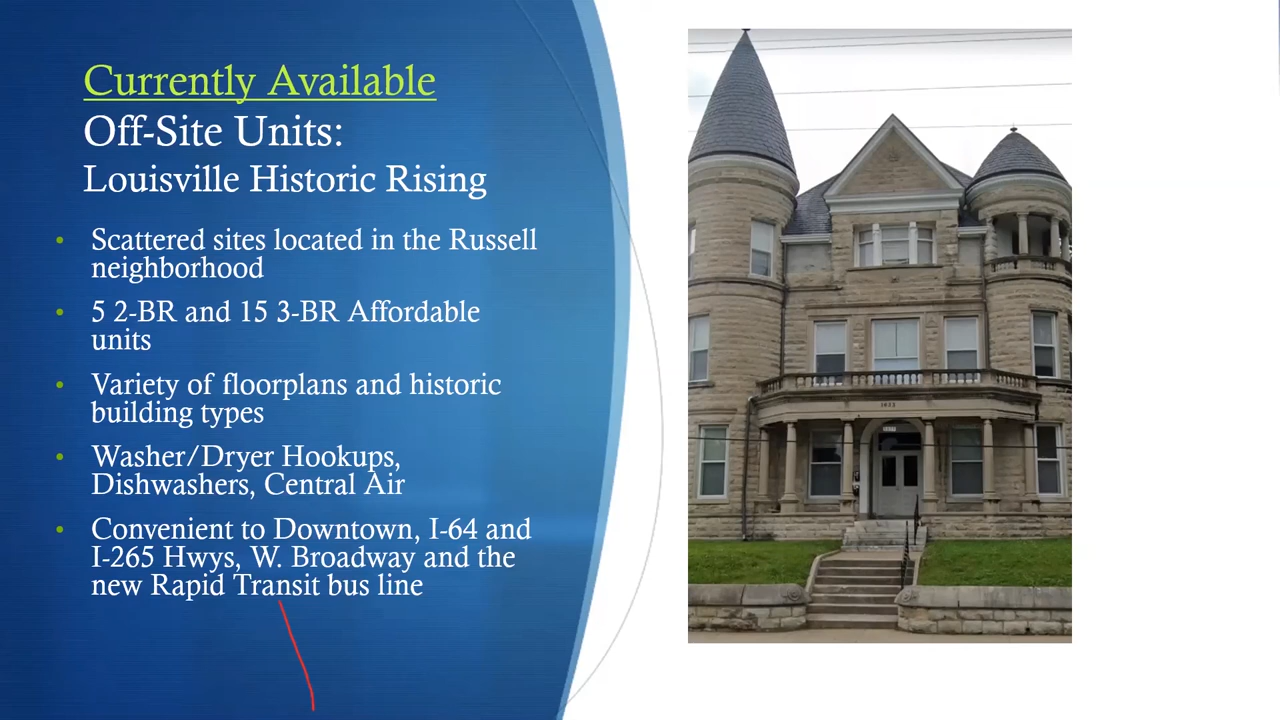 Currently Available
Off-Site Units:
Louisville Historic Rising
• Scattered sites located in the Russell
neighborhood
• 5 2-BR and 15 3-BR Affordable
units
• Variety of floorplans and historic
building types
• Washer/Dryer Hookups,
Dishwashers, Central Air
• Convenient to Downtown, I-64 and
I-265 Hwys, W. Broadway and the
new Rapid Transit bus line